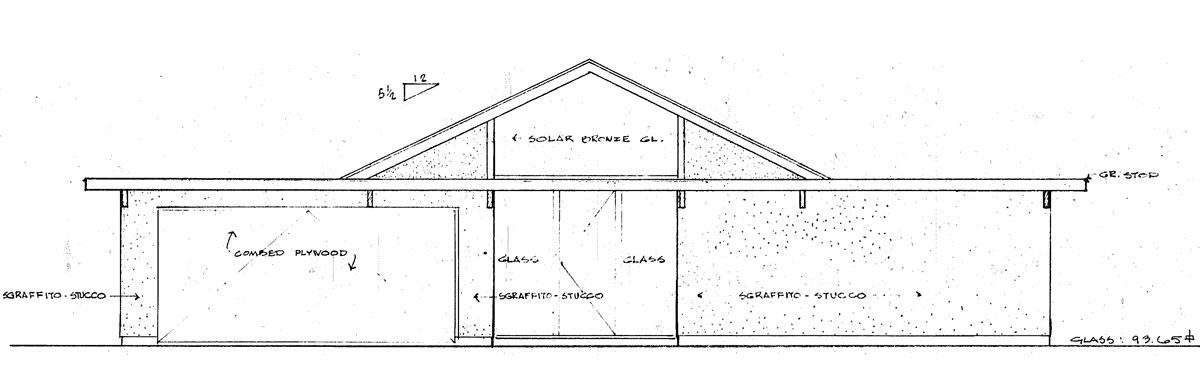 12
5 1/2
SOLAR BRONZE GL.
GR. STOP
COMBED PLYWOOD
GLASS
GLASS
SGRAFFITO - STUCCO
SGRAFFITO - STUCCO
SGRAFFITO - STUCCO
GLASS : 93.65⌽